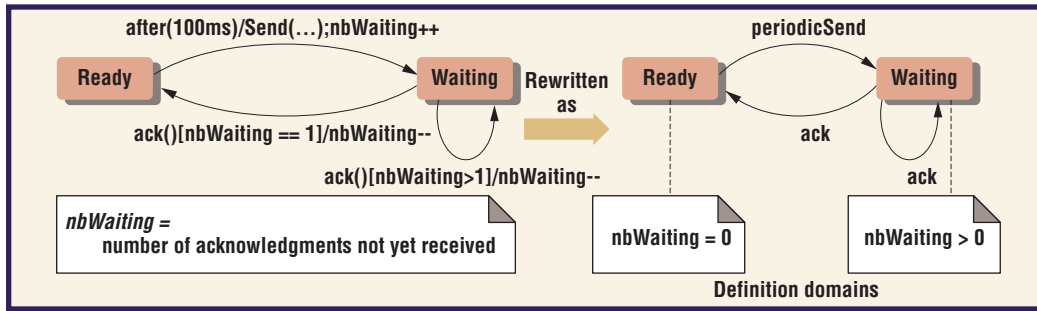 after(100ms)/Send(…);nbWaiting++
Ready
Waiting
ack()[nbWaiting == 1]/nbWaiting--
ack()[nbWaiting>1]/nbWaiting--
nbWaiting =
number of acknowledgments not yet received
Rewritten
as
periodicSend
Ready
Waiting
ack
ack
nbWaiting = 0
nbWaiting > 0
Definition domains